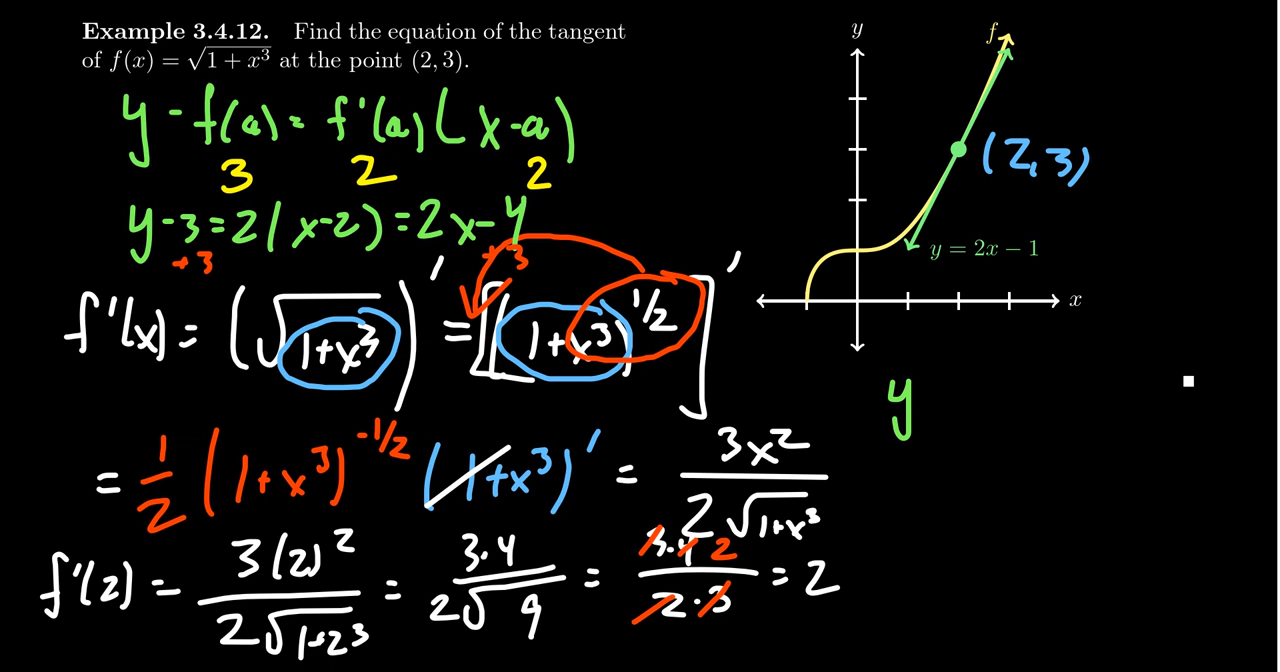 Example 3.4.12. Find the equation of the tangent
of f(x) = √(1 + x³) at the point (2, 3).
y - f(a) = f'(a)(x-a)
3 2 2
y-3 = 2(x-2) = 2x-4
+3 +3
f'(x) = (√(1+x³))' = [(1+x³)^(1/2)]'
= 1/2 (1+x³)^(-1/2) (1+x³)' = 3x² / 2√(1+x³)
f'(2) = 3(2)² / 2√(1+2³) = 3·4 / 2√9 = 3·4 2 / 2·3 = 2
y
f
(2,3)
y = 2x − 1
x
y